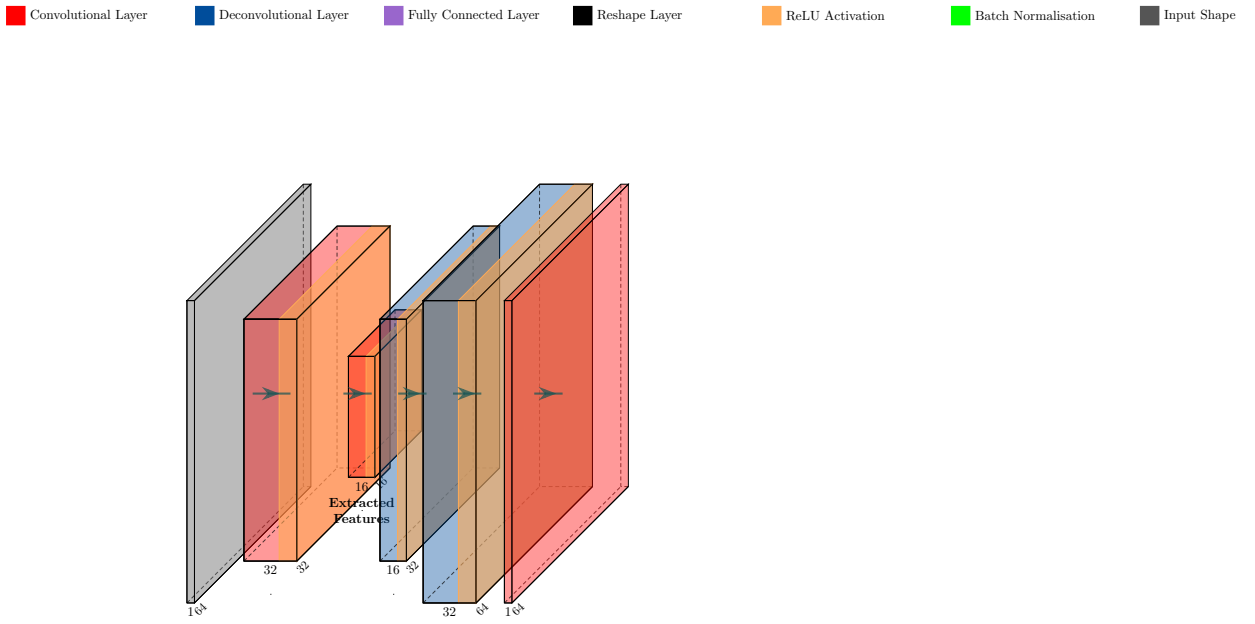 Convolutional Layer
Deconvolutional Layer
Fully Connected Layer
Reshape Layer
ReLU Activation
Batch Normalisation
Input Shape
16
16
Extracted
Features
32
32
16
32
1
64
32
64
1
64